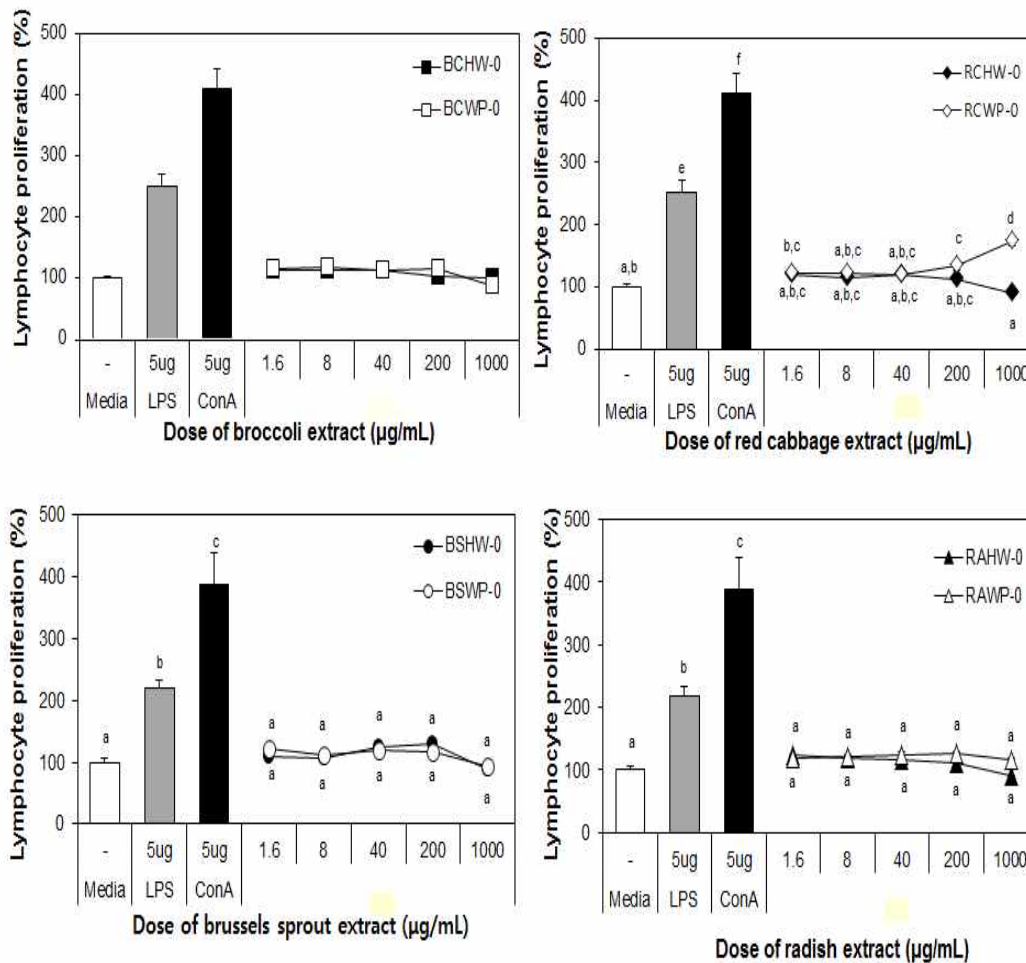 Lymphocyte proliferation (%)
500
400
300
200
100
0
BCHW-0
BCWP-0
- 5ug 5ug 1.6 8 40 200 1000
Media LPS ConA
Dose of broccoli extract (µg/mL)
Lymphocyte proliferation (%)
500
400
300
200
100
0
RCHW-0
RCWP-0
f
e
d
b,c a,b,c a,b,c c
a,b
a,b,c a,b,c a,b,c a,b,c
a
- 5ug 5ug 1.6 8 40 200 1000
Media LPS ConA
Dose of red cabbage extract (µg/mL)
Lymphocyte proliferation (%)
500
400
300
200
100
0
BSHW-0
BSWP-0
c
b
a a a a a a
a a a a a
- 5ug 5ug 1.6 8 40 200 1000
Media LPS ConA
Dose of brussels sprout extract (µg/mL)
Lymphocyte proliferation (%)
500
400
300
200
100
0
RAHW-0
RAWP-0
c
b
a a a a a a
a a a a a
- 5ug 5ug 1.6 8 40 200 1000
Media LPS ConA
Dose of radish extract (µg/mL)